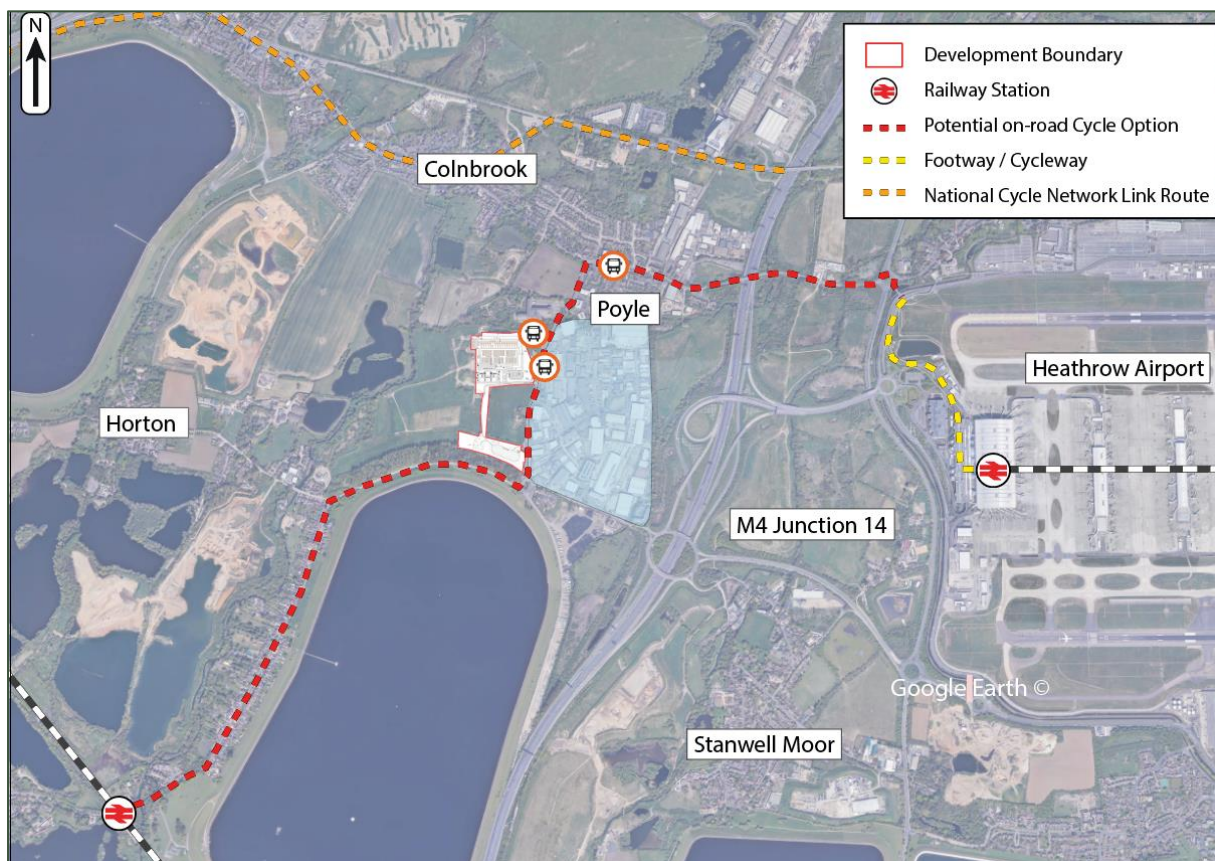 N
Development Boundary
Railway Station
Potential on-road Cycle Option
Footway / Cycleway
National Cycle Network Link Route
Colnbrook
Poyle
Heathrow Airport
Horton
M4 Junction 14
Google Earth ©
Stanwell Moor